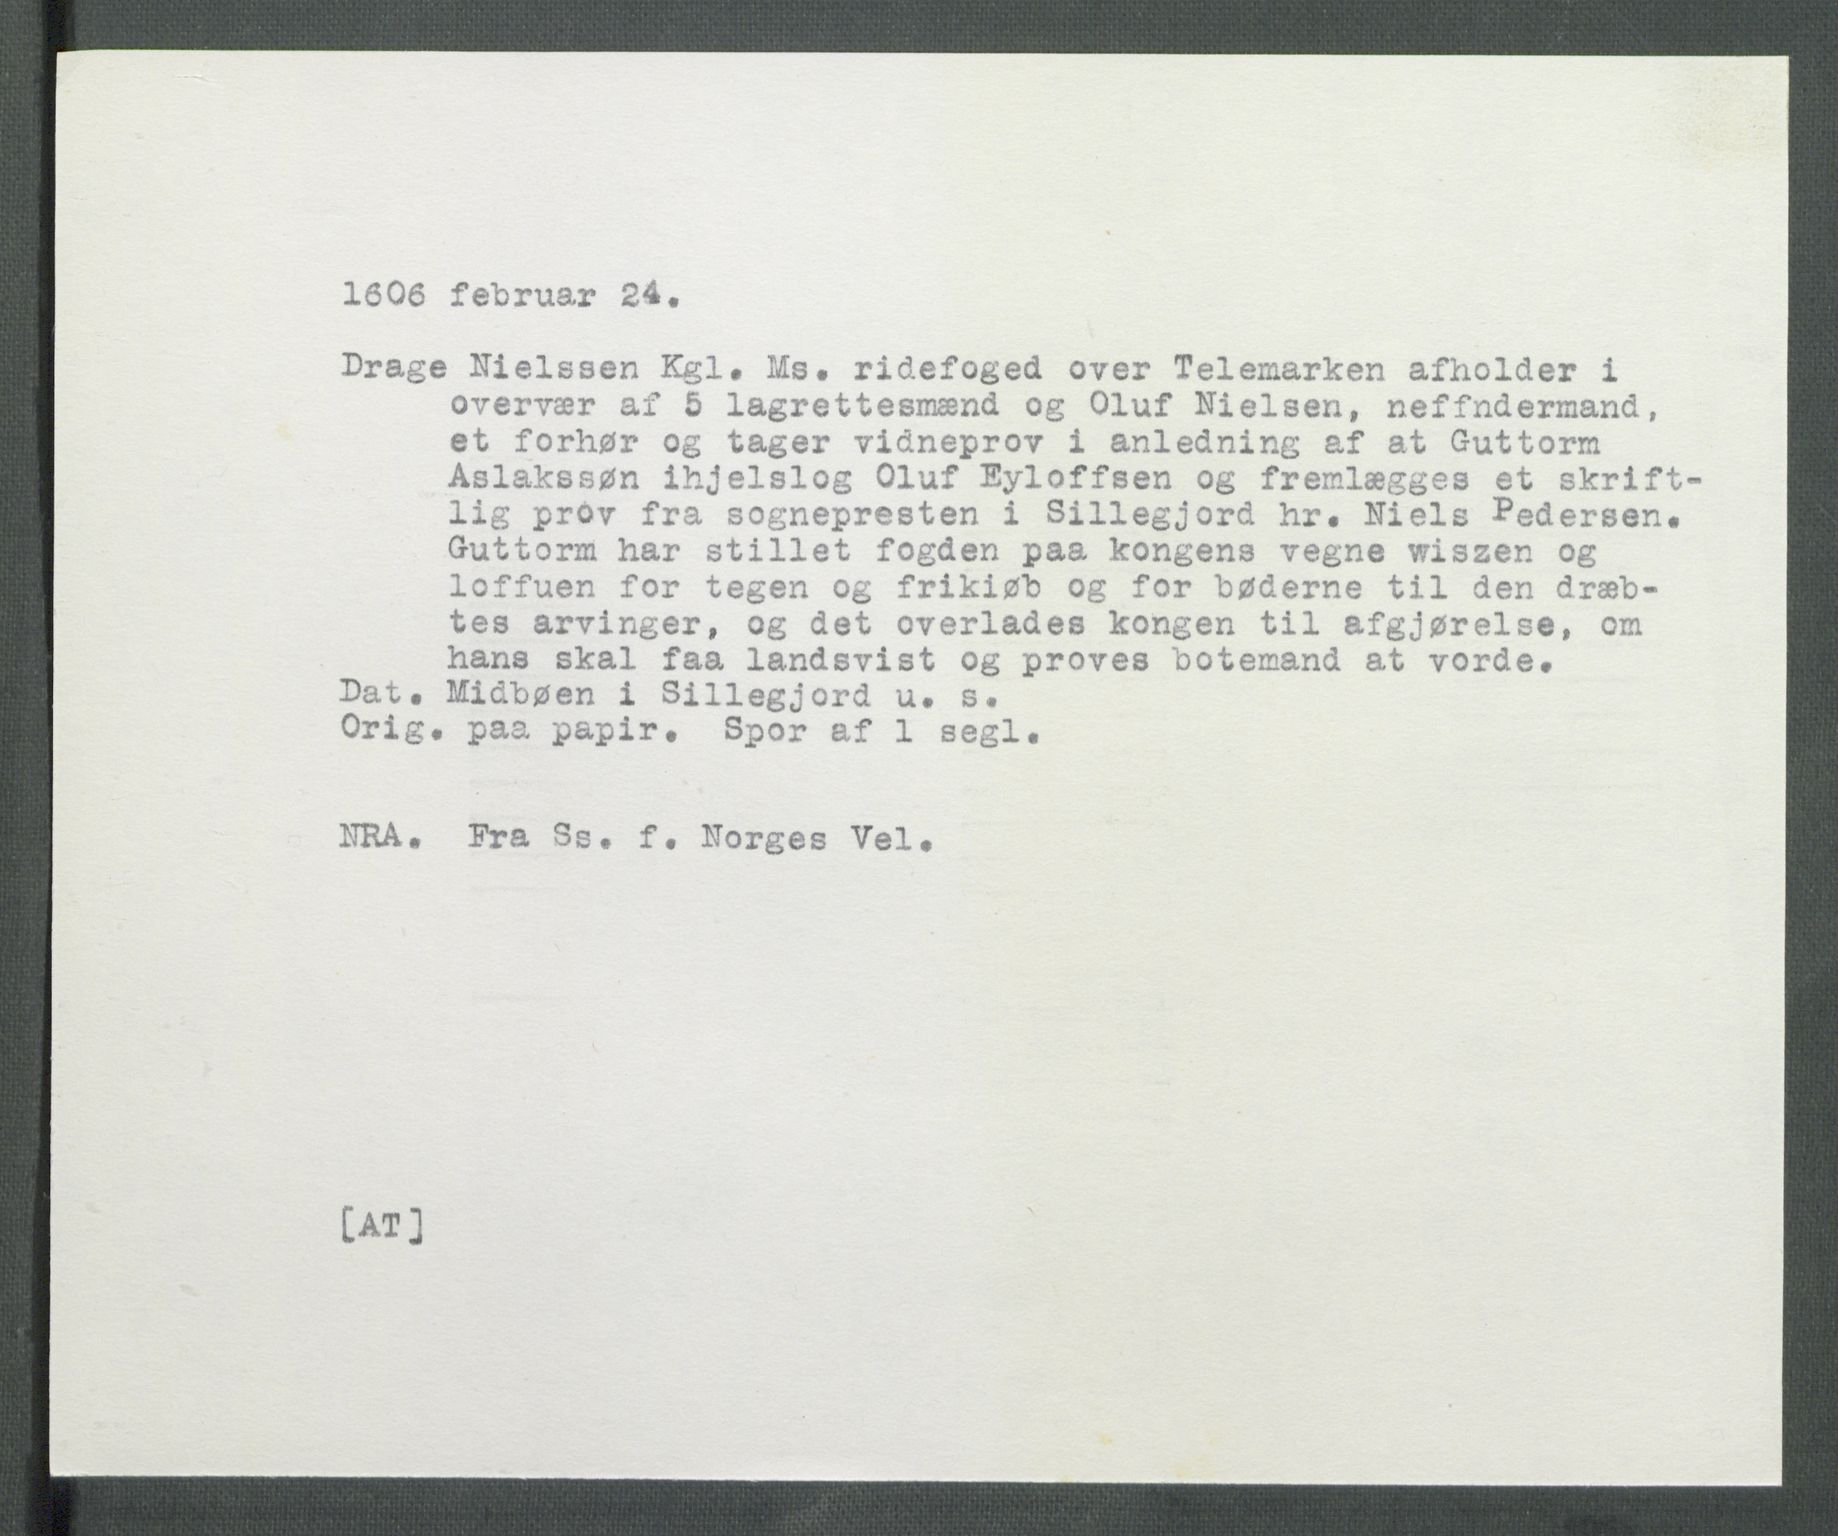 1606 februar 24.
Drage Nielssen Kgl. Ms. ridefoged over Telemarken afholder i
overvær af 5 lagrettesmænd og Oluf Nielsen, neffndermand,
et forhør og tager vidneprov i anledning af at Guttorm
Aslakssøn ihjelslog Oluf Eyloffsen og fremlægges et skrift-
lig prov fra sognepresten i Sillegjord hr. Niels Pedersen.
Guttorm har stillet fogden paa kongens vegne wiszen og
loffuen for tegen og frikiøb og for bøderne til den dræb-
tes arvinger, og det overlades kongen til afgjørelse, om
hans skal faa landsvist og proves botemand at vorde.
Dat. Midbøen i Sillegjord u. s.
Orig. paa papir. Spor af 1 segl.
NRA. Fra Ss. f. Norges Vel.
[AT]